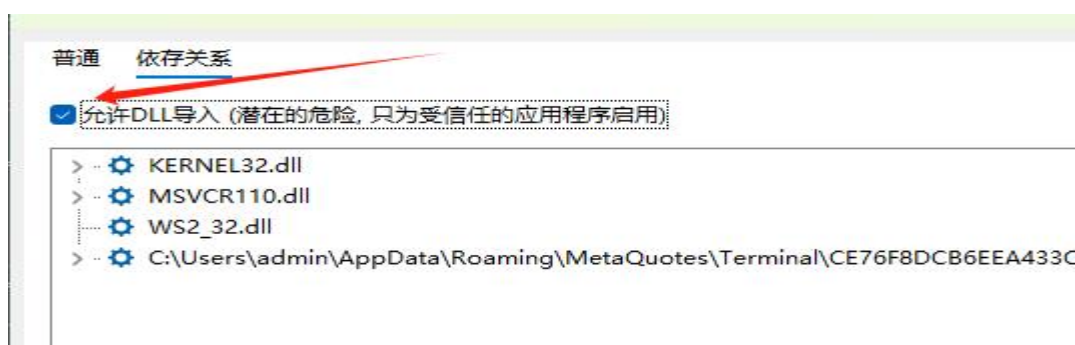 普通 依存关系
允许DLL导入 (潜在的危险, 只为受信任的应用程序启用)
KERNEL32.dll
MSVCR110.dll
WS2_32.dll
C:\Users\admin\AppData\Roaming\MetaQuotes\Terminal\CE76F8DCB6EEA433C